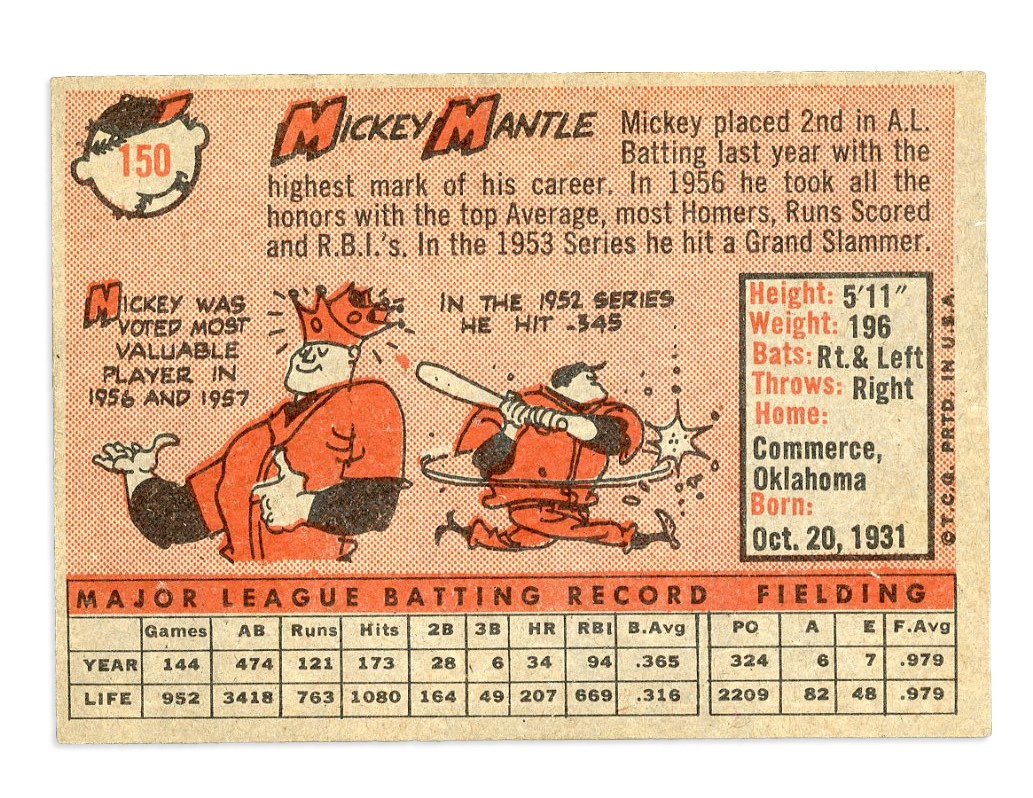 150
MICKEY MANTLE
Mickey placed 2nd in A.L.
Batting last year with the
highest mark of his career. In 1956 he took all the
honors with the top Average, most Homers, Runs Scored
and R.B.I.'s. In the 1953 Series he hit a Grand Slammer.
MICKEY WAS
VOTED MOST
VALUABLE
PLAYER IN
1956 AND 1957
IN THE 1952 SERIES
HE HIT .345
Height: 5'11"
Weight: 196
Bats: Rt.& Left
Throws: Right
Home:
Commerce,
Oklahoma
Born:
Oct. 20, 1931
©T.C.G. PRTD. IN U.S.A.
MAJOR LEAGUE BATTING RECORD FIELDING
Games AB Runs Hits 2B 3B HR RBI B.Avg PO A E F.Avg
YEAR 144 474 121 173 28 6 34 94 .365 324 6 7 .979
LIFE 952 3418 763 1080 164 49 207 669 .316 2209 82 48 .979